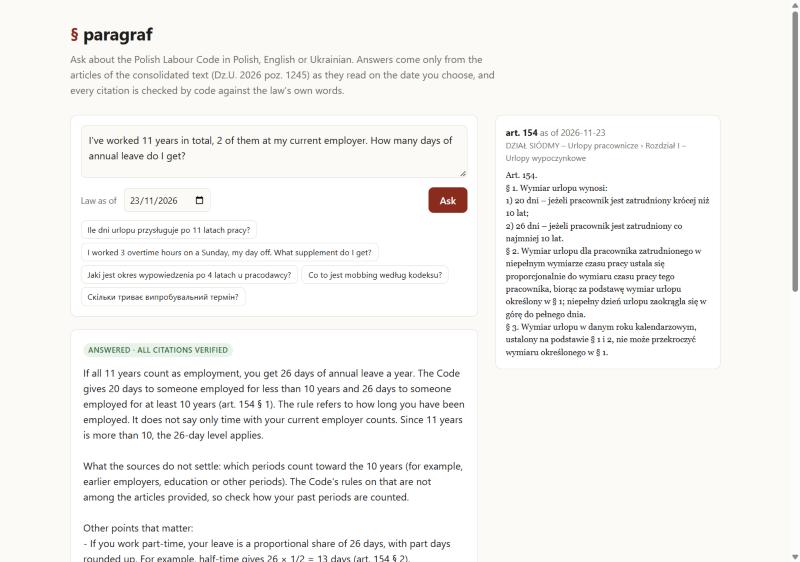 § paragraf
Ask about the Polish Labour Code in Polish, English or Ukrainian. Answers come only from the
articles of the consolidated text (Dz.U. 2026 poz. 1245) as they read on the date you choose, and
every citation is checked by code against the law's own words.
I've worked 11 years in total, 2 of them at my current employer. How many days of
annual leave do I get?
Law as of
23/11/2026
Ask
Ile dni urlopu przysługuje po 11 latach pracy?
I worked 3 overtime hours on a Sunday, my day off. What supplement do I get?
Jaki jest okres wypowiedzenia po 4 latach u pracodawcy?
Co to jest mobbing według kodeksu?
Скільки триває випробувальний термін?
ANSWERED · ALL CITATIONS VERIFIED
If all 11 years count as employment, you get 26 days of annual leave a year. The Code
gives 20 days to someone employed for less than 10 years and 26 days to someone
employed for at least 10 years (art. 154 § 1). The rule refers to how long you have been
employed. It does not say only time with your current employer counts. Since 11 years
is more than 10, the 26-day level applies.
What the sources do not settle: which periods count toward the 10 years (for example,
earlier employers, education or other periods). The Code's rules on that are not
among the articles provided, so check how your past periods are counted.
Other points that matter:
- If you work part-time, your leave is a proportional share of 26 days, with part days
rounded up. For example, half-time gives 26 × 1/2 = 13 days (art. 154 § 2).
art. 154 as of 2026-11-23
DZIAŁ SIÓDMY – Urlopy pracownicze › Rozdział I –
Urlopy wypoczynkowe
Art. 154.
§ 1. Wymiar urlopu wynosi:
1) 20 dni – jeżeli pracownik jest zatrudniony krócej niż
10 lat;
2) 26 dni – jeżeli pracownik jest zatrudniony co
najmniej 10 lat.
§ 2. Wymiar urlopu dla pracownika zatrudnionego w
niepełnym wymiarze czasu pracy ustala się
proporcjonalnie do wymiaru czasu pracy tego
pracownika, biorąc za podstawę wymiar urlopu
określony w § 1; niepełny dzień urlopu zaokrągla się w
górę do pełnego dnia.
§ 3. Wymiar urlopu w danym roku kalendarzowym,
ustalony na podstawie § 1 i 2, nie może przekroczyć
wymiaru określonego w § 1.